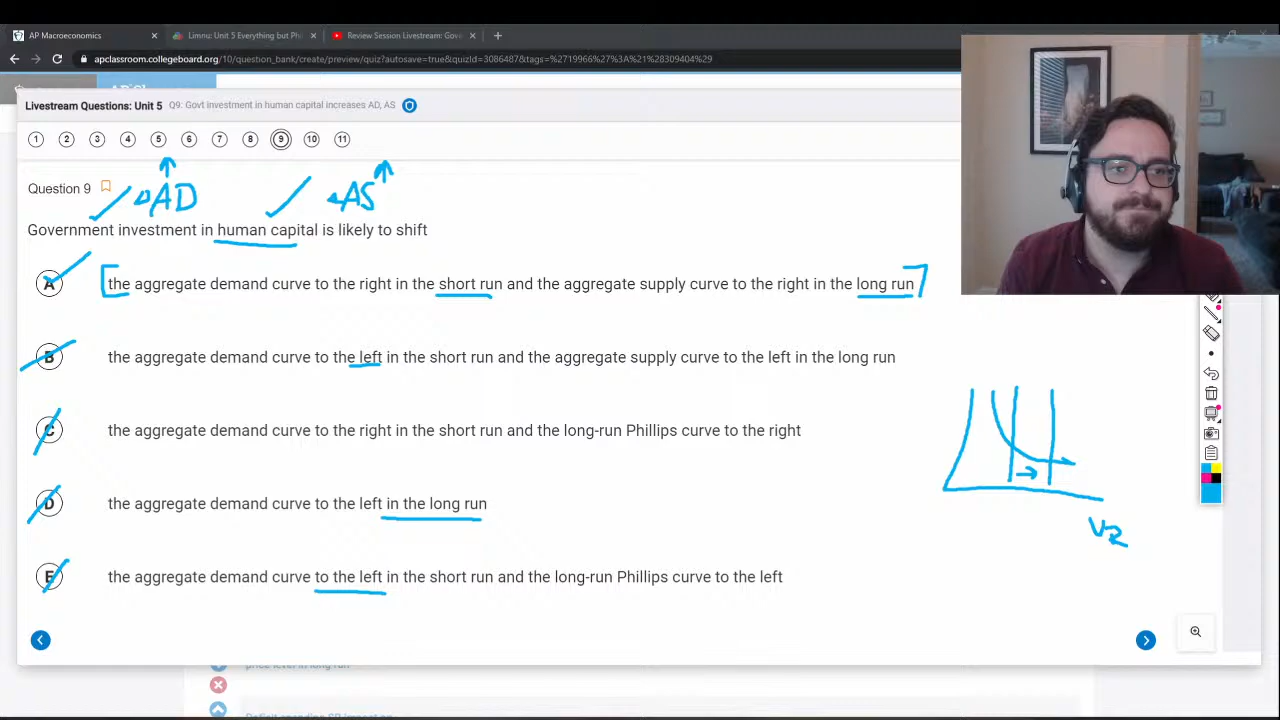 AP Macroeconomics
Limnu: Unit 5 Everything but Ph
Review Session Livestream: Gove
apclassroom.collegeboard.org/10/question_bank/create/preview/quiz?autosave=true&quizId=3086487&tags=%2719966%27%3A%21%28309404%29
Livestream Questions: Unit 5 Q9: Govt investment in human capital increases AD, AS
1 2 3 4 5 6 7 8 9 10 11
Question 9
ΔAD ΔAS
Government investment in human capital is likely to shift
A the aggregate demand curve to the right in the short run and the aggregate supply curve to the right in the long run
B the aggregate demand curve to the left in the short run and the aggregate supply curve to the left in the long run
C the aggregate demand curve to the right in the short run and the long-run Phillips curve to the right
D the aggregate demand curve to the left in the long run
E the aggregate demand curve to the left in the short run and the long-run Phillips curve to the left
price level in long run